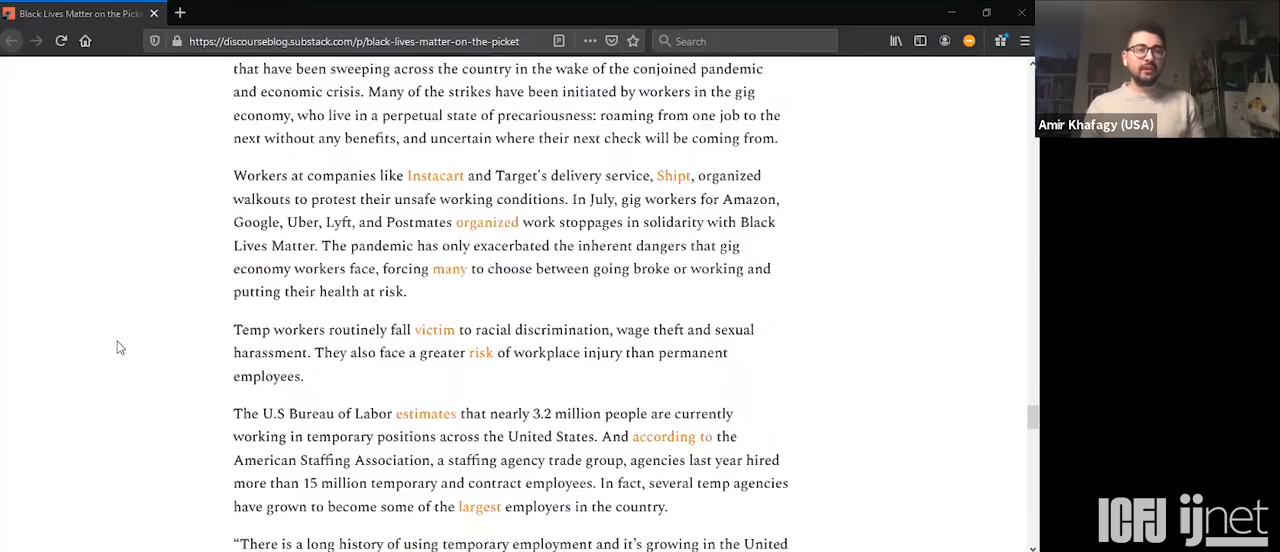 Black Lives Matter on the Picke
https://discourseblog.substack.com/p/black-lives-matter-on-the-picket
Search
that have been sweeping across the country in the wake of the conjoined pandemic
and economic crisis. Many of the strikes have been initiated by workers in the gig
economy, who live in a perpetual state of precariousness: roaming from one job to the
next without any benefits, and uncertain where their next check will be coming from.
Workers at companies like Instacart and Target's delivery service, Shipt, organized
walkouts to protest their unsafe working conditions. In July, gig workers for Amazon,
Google, Uber, Lyft, and Postmates organized work stoppages in solidarity with Black
Lives Matter. The pandemic has only exacerbated the inherent dangers that gig
economy workers face, forcing many to choose between going broke or working and
putting their health at risk.
Temp workers routinely fall victim to racial discrimination, wage theft and sexual
harassment. They also face a greater risk of workplace injury than permanent
employees.
The U.S Bureau of Labor estimates that nearly 3.2 million people are currently
working in temporary positions across the United States. And according to the
American Staffing Association, a staffing agency trade group, agencies last year hired
more than 15 million temporary and contract employees. In fact, several temp agencies
have grown to become some of the largest employers in the country.
“There is a long history of using temporary employment and it's growing in the United
Amir Khafagy (USA)
ICFJ ijnet